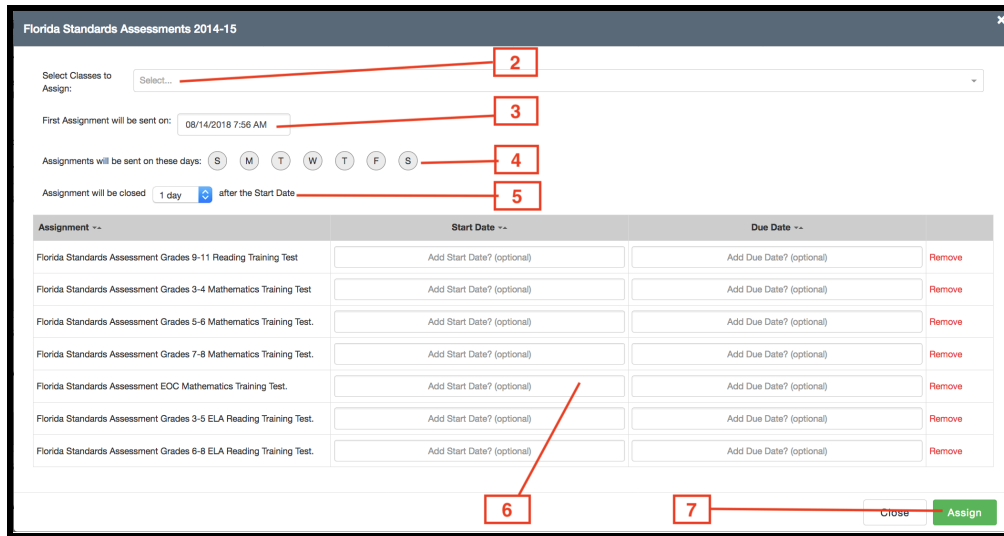 Florida Standards Assessments 2014-15
2
Select Classes to
Assign:
Select...
3
First Assignment will be sent on: 08/14/2018 7:56 AM
Assignments will be sent on these days: S M T W T F S
4
Assignment will be closed 1 day after the Start Date
5
Assignment Start Date Due Date
Florida Standards Assessment Grades 9-11 Reading Training Test Add Start Date? (optional) Add Due Date? (optional) Remove
Florida Standards Assessment Grades 3-4 Mathematics Training Test Add Start Date? (optional) Add Due Date? (optional) Remove
Florida Standards Assessment Grades 5-6 Mathematics Training Test. Add Start Date? (optional) Add Due Date? (optional) Remove
Florida Standards Assessment Grades 7-8 Mathematics Training Test. Add Start Date? (optional) Add Due Date? (optional) Remove
Florida Standards Assessment EOC Mathematics Training Test. Add Start Date? (optional) Add Due Date? (optional) Remove
Florida Standards Assessment Grades 3-5 ELA Reading Training Test. Add Start Date? (optional) Add Due Date? (optional) Remove
Florida Standards Assessment Grades 6-8 ELA Reading Training Test. Add Start Date? (optional) Add Due Date? (optional) Remove
6 7 Close Assign